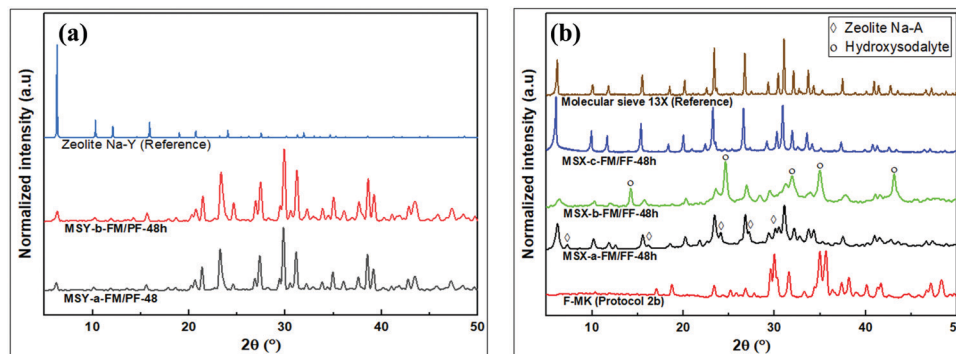 (a)
Normalized intensity (a.u)
Zeolite Na-Y (Reference)
MSY-b-FM/PF-48h
MSY-a-FM/PF-48
10 20 30 40 50
2θ (°)
(b)
◊ Zeolite Na-A
○ Hydroxysodalyte
Normalized intensity (a.u)
Molecular sieve 13X (Reference)
MSX-c-FM/FF-48h
MSX-b-FM/FF-48h
MSX-a-FM/FF-48h
F-MK (Protocol 2b)
10 20 30 40 50
2θ (°)